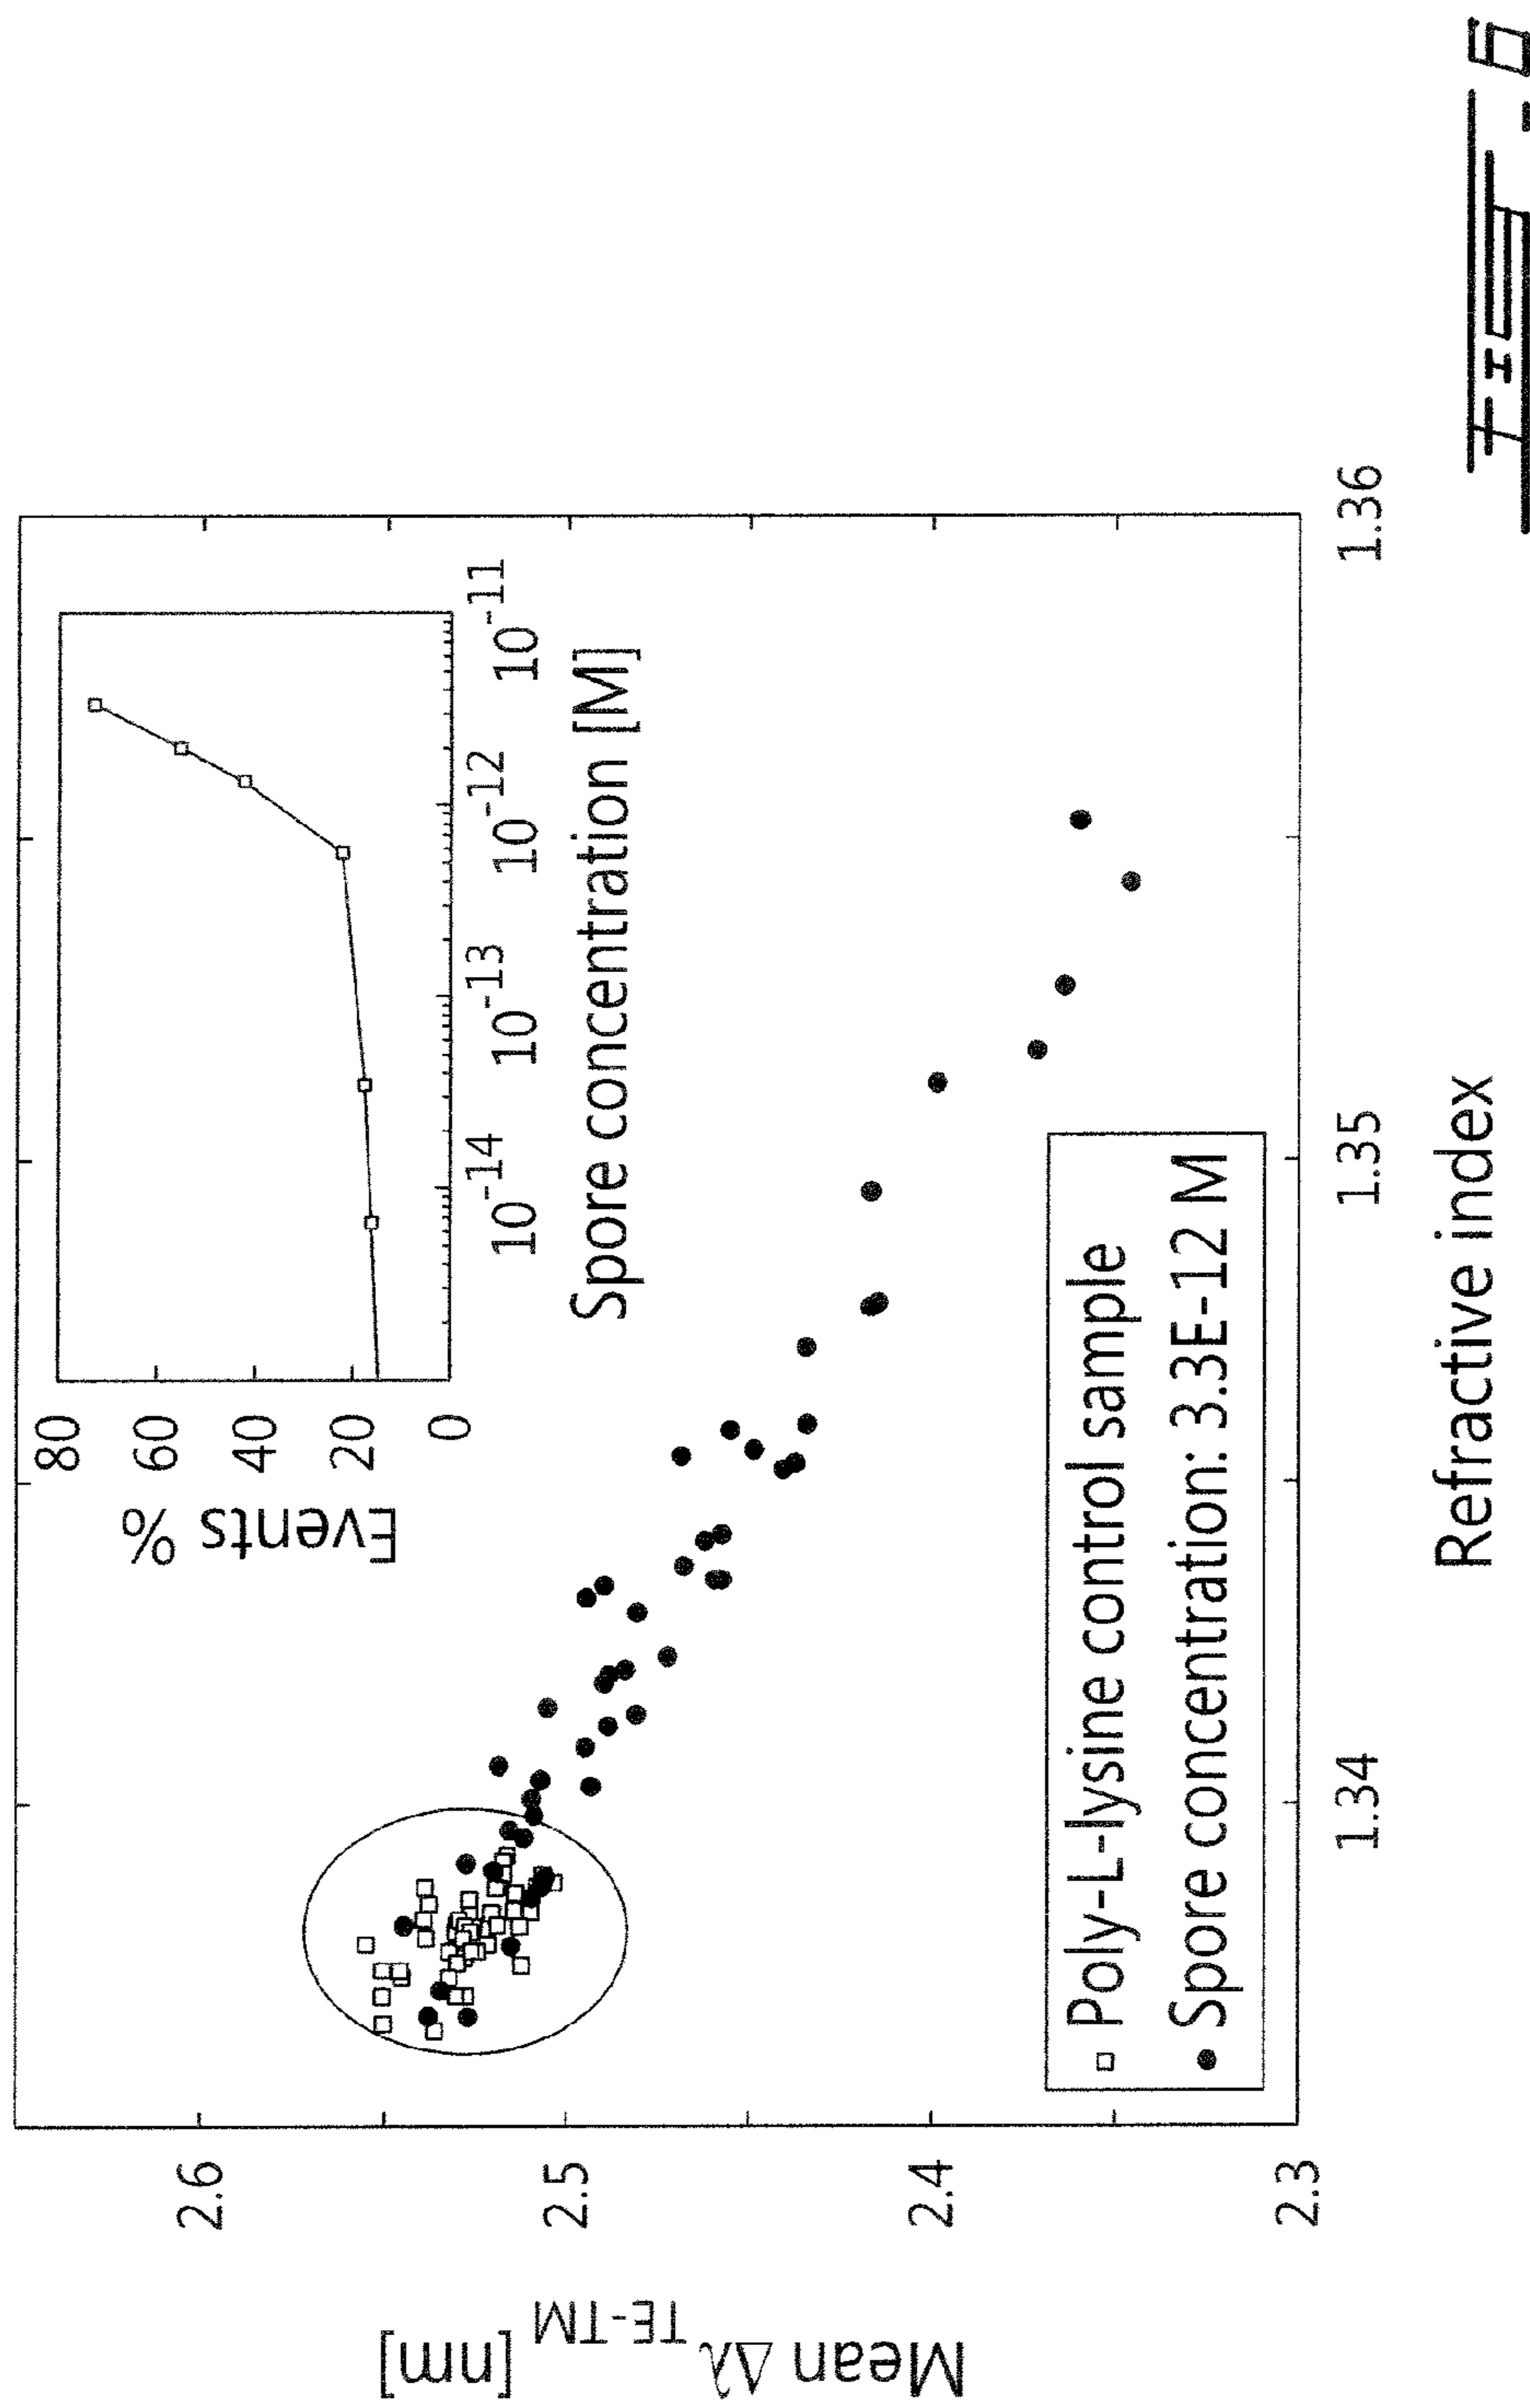 80
60
40
20
0
Events %
10-14
10-13
10-12
10-11
Spore concentration [M]
2.6
2.5
2.4
2.3
Mean Δλ TE-TM
[nm]
Poly-L-lysine control sample
Spore concentration: 3.3E-12 M
1.34
1.35
1.36
Refractive index
FIG-6